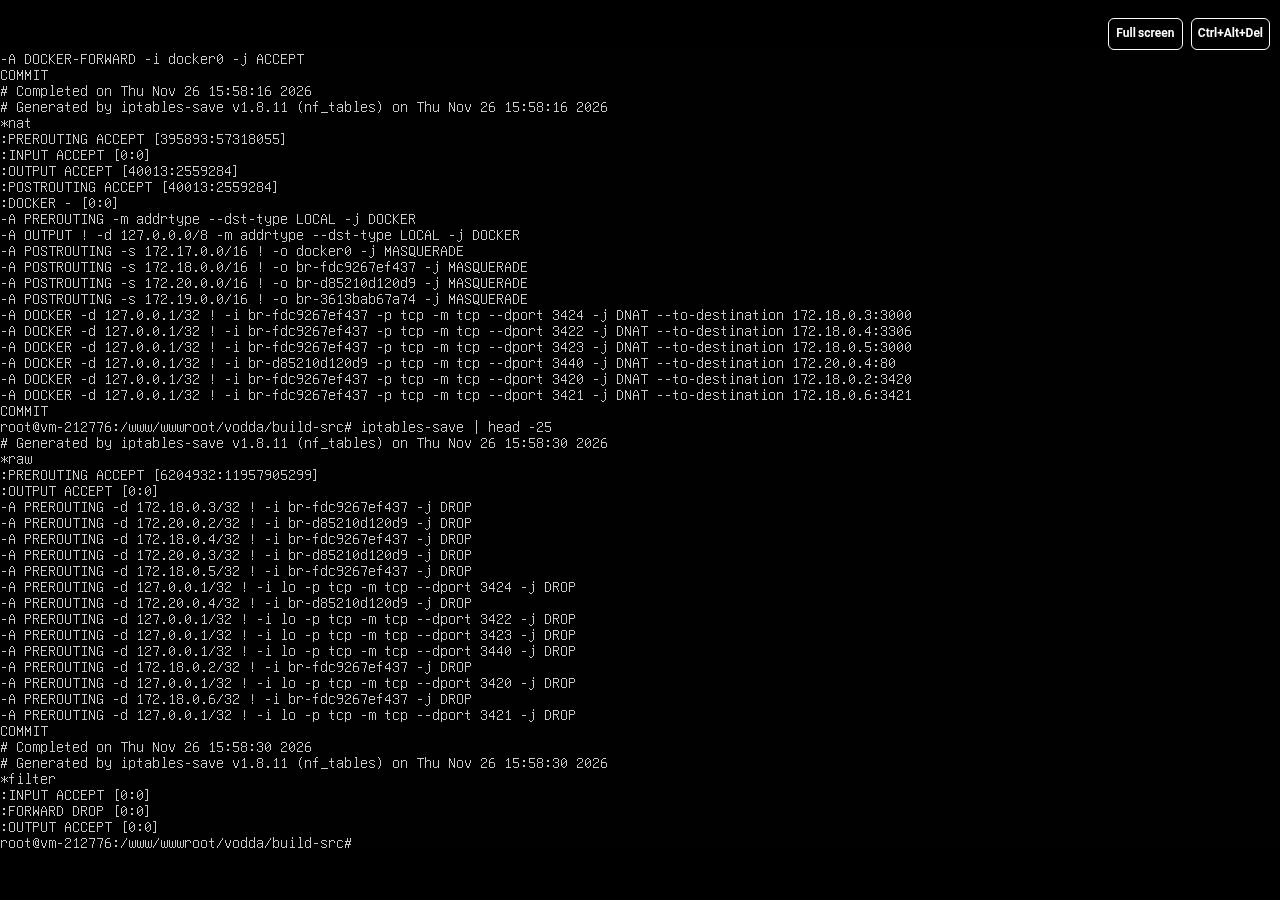 Full screen
Ctrl+Alt+Del
-A DOCKER-FORWARD -i docker0 -j ACCEPT
COMMIT
# Completed on Thu Nov 26 15:58:16 2026
# Generated by iptables-save v1.8.11 (nf_tables) on Thu Nov 26 15:58:16 2026
*nat
:PREROUTING ACCEPT [395893:57318055]
:INPUT ACCEPT [0:0]
:OUTPUT ACCEPT [40013:2559284]
:POSTROUTING ACCEPT [40013:2559284]
:DOCKER - [0:0]
-A PREROUTING -m addrtype --dst-type LOCAL -j DOCKER
-A OUTPUT ! -d 127.0.0.0/8 -m addrtype --dst-type LOCAL -j DOCKER
-A POSTROUTING -s 172.17.0.0/16 ! -o docker0 -j MASQUERADE
-A POSTROUTING -s 172.18.0.0/16 ! -o br-fdc9267ef437 -j MASQUERADE
-A POSTROUTING -s 172.20.0.0/16 ! -o br-d85210d120d9 -j MASQUERADE
-A POSTROUTING -s 172.19.0.0/16 ! -o br-3613bab67a74 -j MASQUERADE
-A DOCKER -d 127.0.0.1/32 ! -i br-fdc9267ef437 -p tcp -m tcp --dport 3424 -j DNAT --to-destination 172.18.0.3:3000
-A DOCKER -d 127.0.0.1/32 ! -i br-fdc9267ef437 -p tcp -m tcp --dport 3422 -j DNAT --to-destination 172.18.0.4:3306
-A DOCKER -d 127.0.0.1/32 ! -i br-fdc9267ef437 -p tcp -m tcp --dport 3423 -j DNAT --to-destination 172.18.0.5:3000
-A DOCKER -d 127.0.0.1/32 ! -i br-d85210d120d9 -p tcp -m tcp --dport 3440 -j DNAT --to-destination 172.20.0.4:80
-A DOCKER -d 127.0.0.1/32 ! -i br-fdc9267ef437 -p tcp -m tcp --dport 3420 -j DNAT --to-destination 172.18.0.2:3420
-A DOCKER -d 127.0.0.1/32 ! -i br-fdc9267ef437 -p tcp -m tcp --dport 3421 -j DNAT --to-destination 172.18.0.6:3421
COMMIT
root@vm-212776:/www/wwwroot/vodda/build-src# iptables-save | head -25
# Generated by iptables-save v1.8.11 (nf_tables) on Thu Nov 26 15:58:30 2026
*raw
:PREROUTING ACCEPT [6204932:11957905299]
:OUTPUT ACCEPT [0:0]
-A PREROUTING -d 172.18.0.3/32 ! -i br-fdc9267ef437 -j DROP
-A PREROUTING -d 172.20.0.2/32 ! -i br-d85210d120d9 -j DROP
-A PREROUTING -d 172.18.0.4/32 ! -i br-fdc9267ef437 -j DROP
-A PREROUTING -d 172.20.0.3/32 ! -i br-d85210d120d9 -j DROP
-A PREROUTING -d 172.18.0.5/32 ! -i br-fdc9267ef437 -j DROP
-A PREROUTING -d 127.0.0.1/32 ! -i lo -p tcp -m tcp --dport 3424 -j DROP
-A PREROUTING -d 172.20.0.4/32 ! -i br-d85210d120d9 -j DROP
-A PREROUTING -d 127.0.0.1/32 ! -i lo -p tcp -m tcp --dport 3422 -j DROP
-A PREROUTING -d 127.0.0.1/32 ! -i lo -p tcp -m tcp --dport 3423 -j DROP
-A PREROUTING -d 127.0.0.1/32 ! -i lo -p tcp -m tcp --dport 3440 -j DROP
-A PREROUTING -d 172.18.0.2/32 ! -i br-fdc9267ef437 -j DROP
-A PREROUTING -d 127.0.0.1/32 ! -i lo -p tcp -m tcp --dport 3420 -j DROP
-A PREROUTING -d 172.18.0.6/32 ! -i br-fdc9267ef437 -j DROP
-A PREROUTING -d 127.0.0.1/32 ! -i lo -p tcp -m tcp --dport 3421 -j DROP
COMMIT
# Completed on Thu Nov 26 15:58:30 2026
# Generated by iptables-save v1.8.11 (nf_tables) on Thu Nov 26 15:58:30 2026
*filter
:INPUT ACCEPT [0:0]
:FORWARD DROP [0:0]
:OUTPUT ACCEPT [0:0]
root@vm-212776:/www/wwwroot/vodda/build-src#